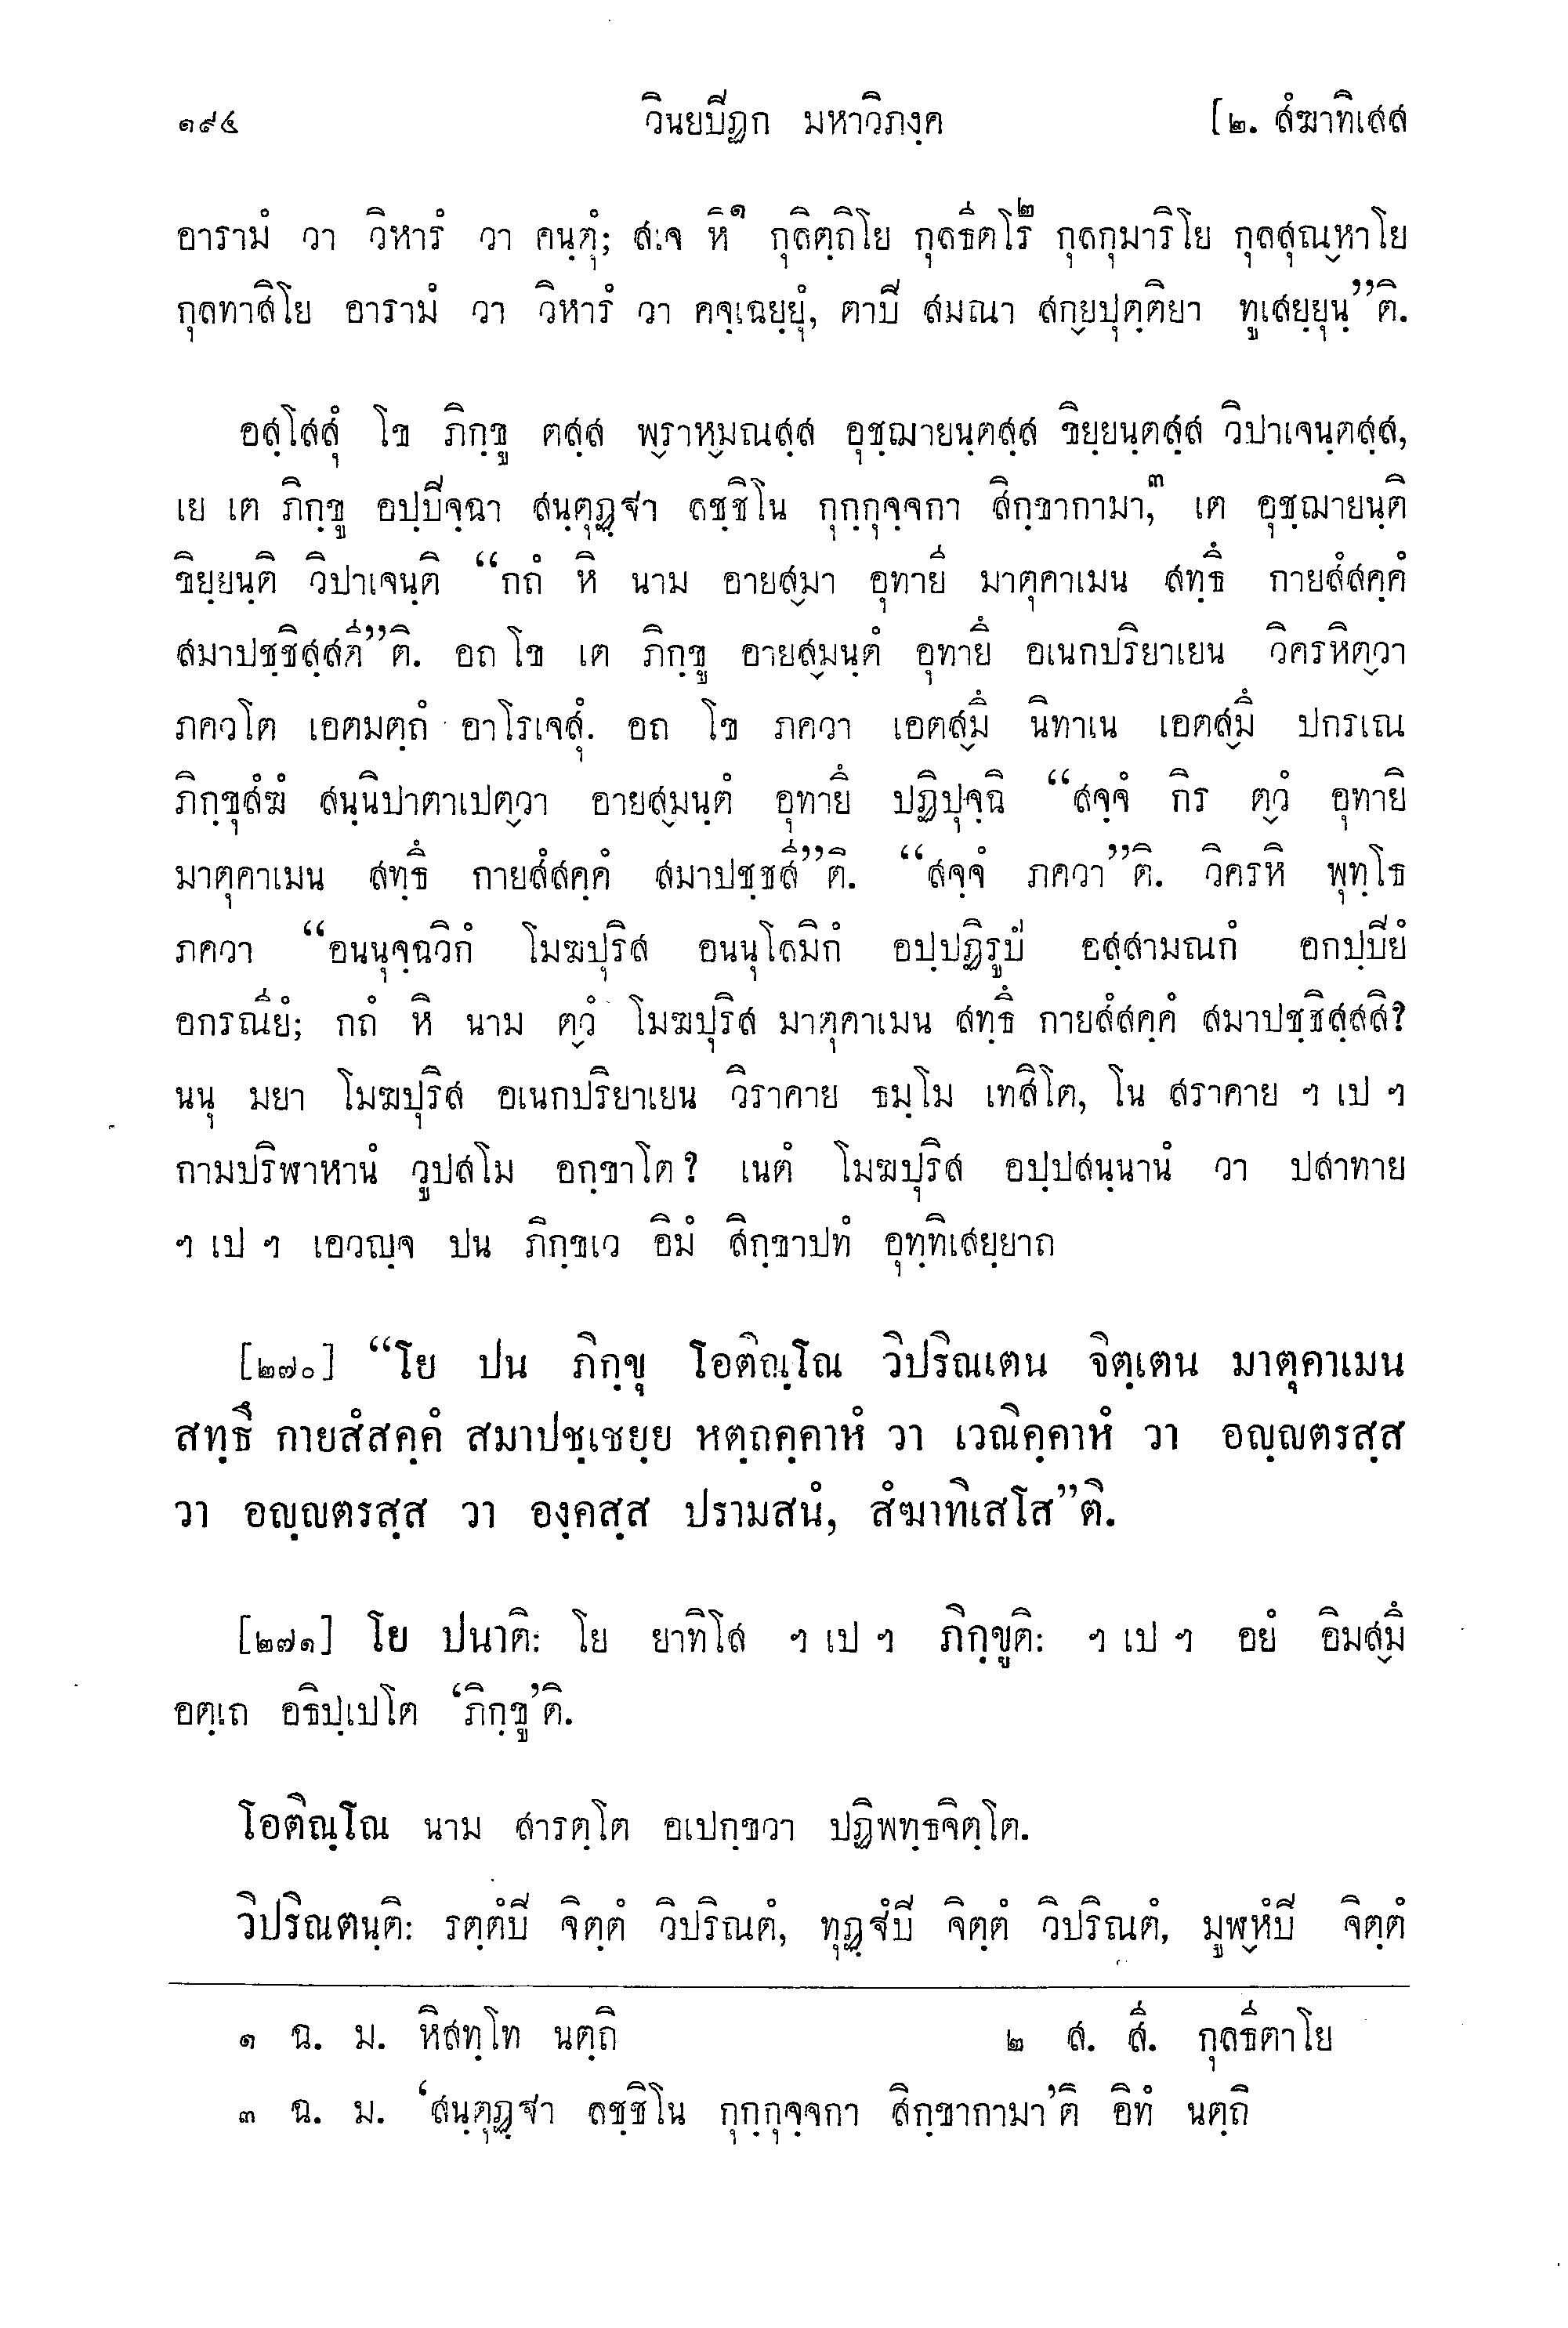 ๑๙๔ วินยปิฏก มหาวิภงฺค [๒. สํฆาทิเสส
อารามํ วา วิหารํ วา คนฺตุํ; สเจ หิ๑ กุลิตฺถิโย กุลธีตโร๒ กุลกุมาริโย กุลสุณฺหาโย
กุลทาสิโย อารามํ วา วิหารํ วา คจฺเฉยฺยุํ, ตาปิ สมณา สกฺยปุตฺติยา ทูเสยฺยุนฺ”ติ.
อสฺโสสุํ โข ภิกฺขู ตสฺส พฺราหฺมณสฺส อุชฺฌายนฺตสฺส ขิยฺยนฺตสฺส วิปาเจนฺตสฺส,
เย เต ภิกฺขู อปฺปิจฺฉา สนฺตุฏฺฐา ลชฺชิโน กุกฺกุจฺจกา สิกฺขากามา,๓ เต อุชฺฌายนฺติ
ขิยฺยนฺติ วิปาเจนฺติ “กถํ หิ นาม อายสฺมา อุทายี มาตุคาเมน สทฺธึ กายสํสคฺคํ
สมาปชฺชิสฺสตี”ติ. อถ โข เต ภิกฺขู อายสฺมนฺตํ อุทายึ อเนกปริยาเยน วิครหิตฺวา
ภควโต เอตมตฺถํ อาโรเจสุํ. อถ โข ภควา เอตสฺมึ นิทาเน เอตสฺมึ ปกรเณ
ภิกฺขุสํฆํ สนฺนิปาตาเปตฺวา อายสฺมนฺตํ อุทายึ ปฏิปุจฺฉิ “สจฺจํ กิร ตฺวํ อุทายิ
มาตุคาเมน สทฺธึ กายสํสคฺคํ สมาปชฺชสี”ติ. “สจฺจํ ภควา”ติ. วิครหิ พุทฺโธ
ภควา “อนนุจฺฉวิกํ โมฆปุริส อนนุโลมิกํ อปฺปฏิรูปํ อสฺสามณกํ อกปฺปิยํ
อกรณียํ; กถํ หิ นาม ตฺวํ โมฆปุริส มาตุคาเมน สทฺธึ กายสํสคฺคํ สมาปชฺชิสฺสสิ?
นนุ มยา โมฆปุริส อเนกปริยาเยน วิราคาย ธมฺโม เทสิโต, โน สราคาย ฯ เป ฯ
กามปริฬาหานํ วูปสโม อกฺขาโต? เนตํ โมฆปุริส อปฺปสนฺนานํ วา ปสาทาย
ฯ เป ฯ เอวญฺจ ปน ภิกฺขเว อิมํ สิกฺขาปทํ อุทฺทิเสยฺยาถ
[๒๗๐] “โย ปน ภิกฺขุ โอติณฺโณ วิปริณเตน จิตฺเตน มาตุคาเมน
สทฺธึ กายสํสคฺคํ สมาปชฺเชยฺย หตฺถคฺคาหํ วา เวณิคฺคาหํ วา อญฺญตรสฺส
วา อญฺญตรสฺส วา องฺคสฺส ปรามสนํ, สํฆาทิเสโส”ติ.
[๒๗๑] โย ปนาติ: โย ยาทิโส ฯ เป ฯ ภิกฺขูติ: ฯ เป ฯ อยํ อิมสฺมึ
อตฺเถ อธิปฺเปโต ‘ภิกฺขู’ติ.
โอติณฺโณ นาม สารตฺโต อเปกฺขวา ปฏิพทฺธจิตฺโต.
วิปริณตนฺติ: รตฺตํปิ จิตฺตํ วิปริณตํ, ทุฏฺฐํปิ จิตฺตํ วิปริณตํ, มูฬฺหํปิ จิตฺตํ
๑ ฉ. ม. หิสทฺโท นตฺถิ ๒ ส. สี. กุลธีตาโย
๓ ฉ. ม. ‘สนฺตุฏฺฐา ลชฺชิโน กุกฺกุจฺจกา สิกฺขากามา’ติ อิทํ นตฺถิ